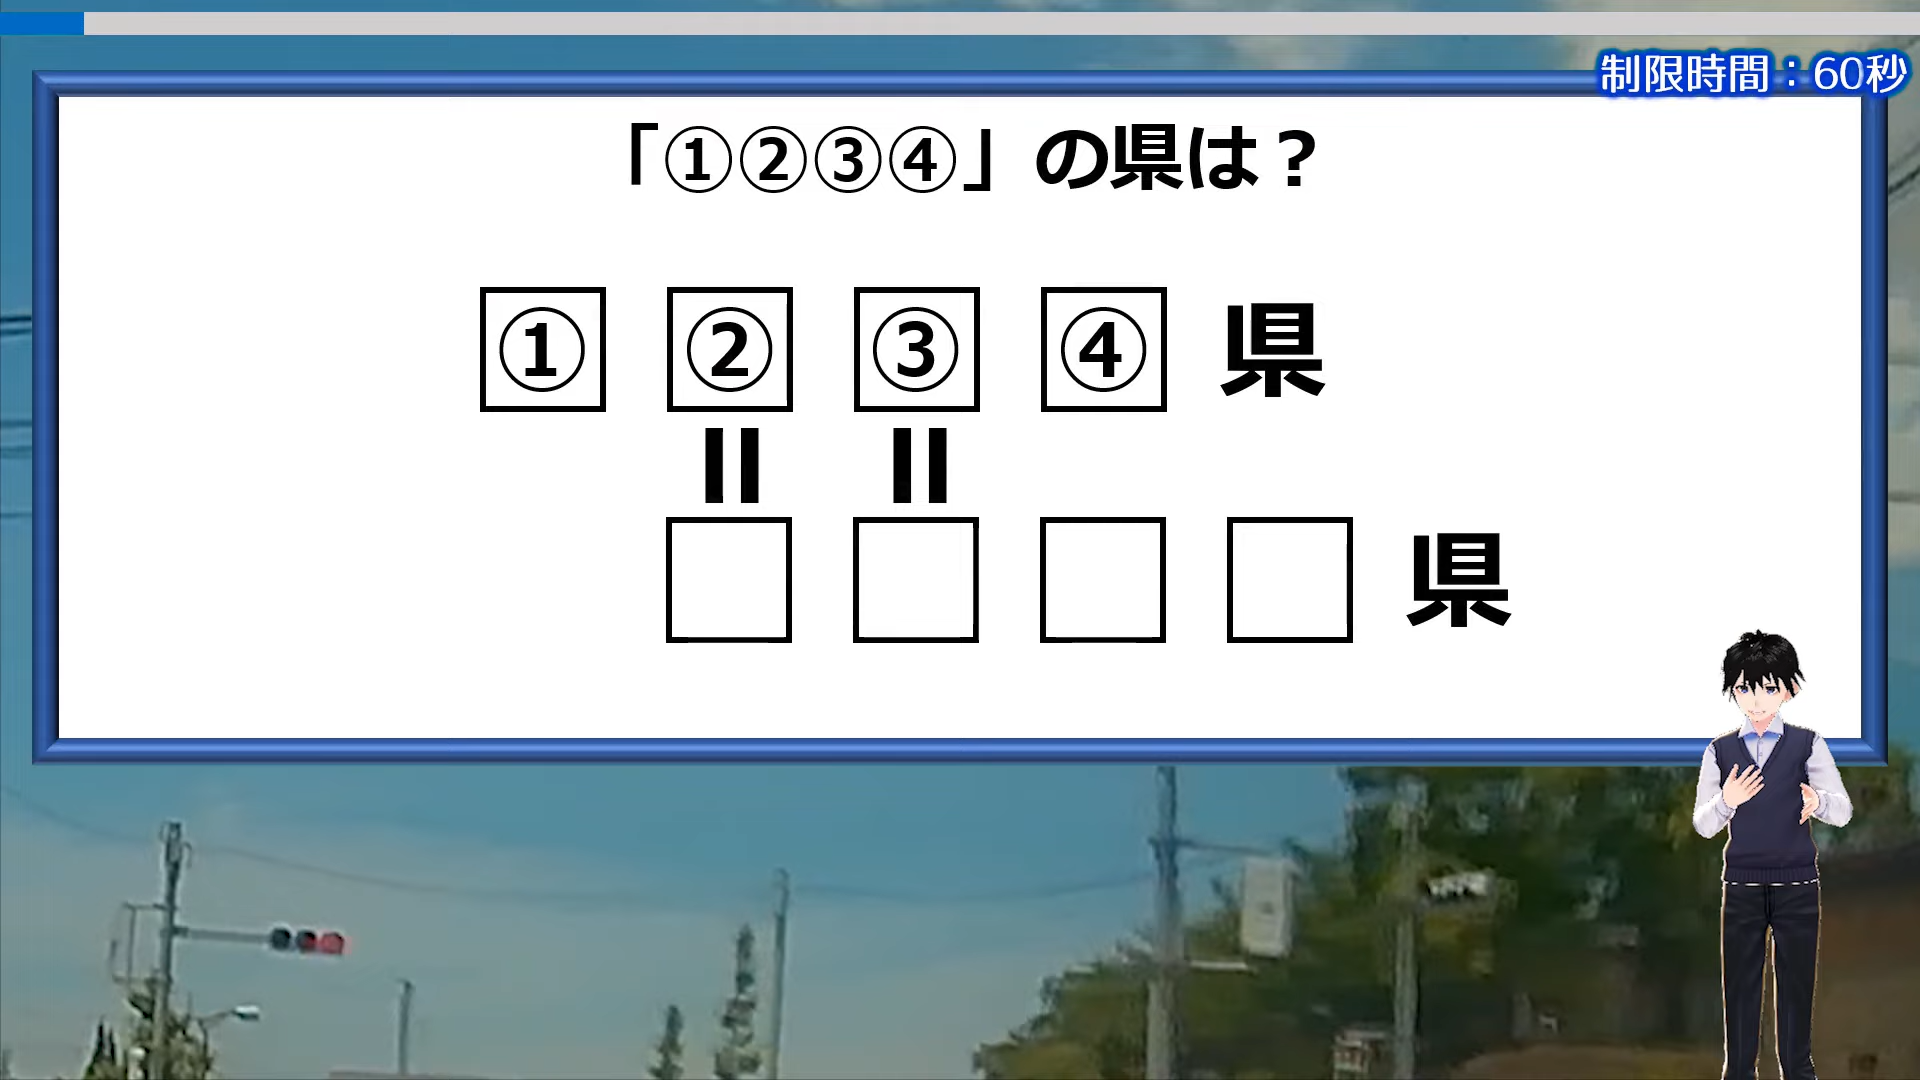 制限時間：60秒
「①②③④」の県は？
① ② ③ ④ 県
県